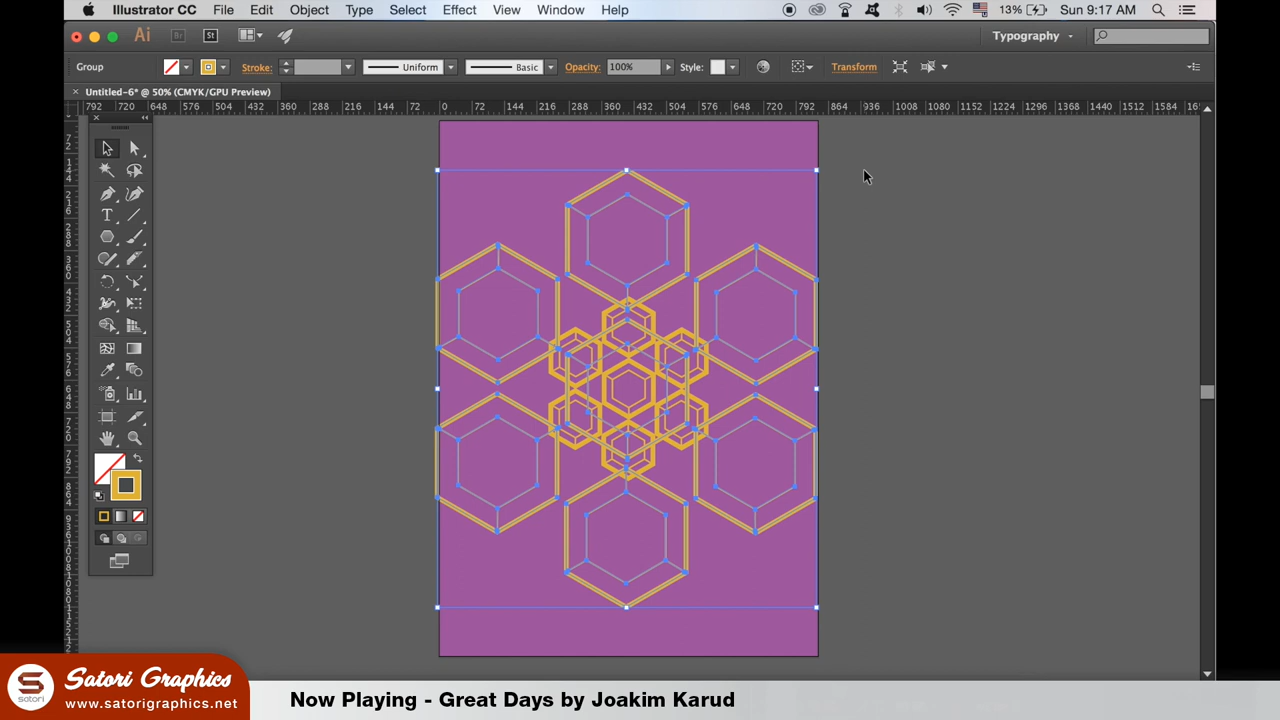 Illustrator CC File Edit Object Type Select Effect View Window Help 13% Sun 9:17 AM
Ai Br St Typography
Group Stroke: Uniform Basic Opacity: 100% Style: Transform
× Untitled-6* @ 50% (CMYK/GPU Preview)
792 720 648 576 504 432 360 288 216 144 72 0 72 144 216 288 360 432 504 576 648 720 792 864 936 1008 1080 1152 1224 1296 1368 1440 1512 1584
Satori Graphics
satori
www.satorigraphics.net
Now Playing - Great Days by Joakim Karud